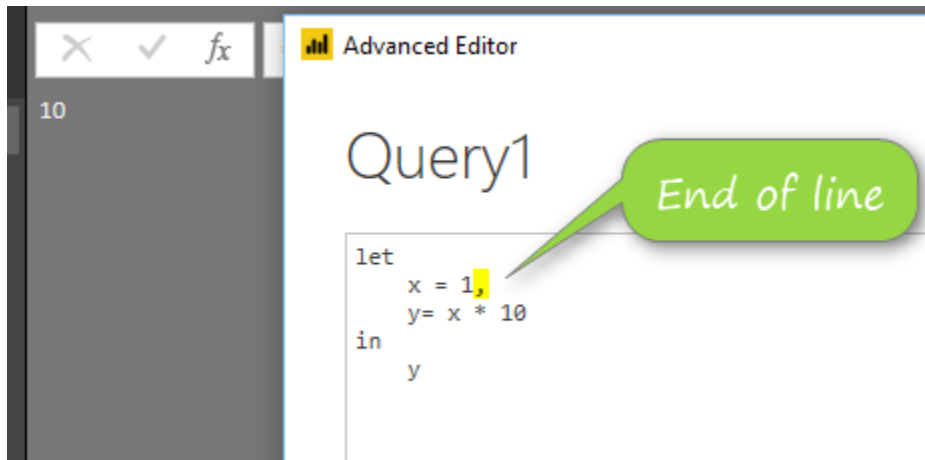 fx
10
Advanced Editor
Query1
End of line
let
x = 1,
y= x * 10
in
y